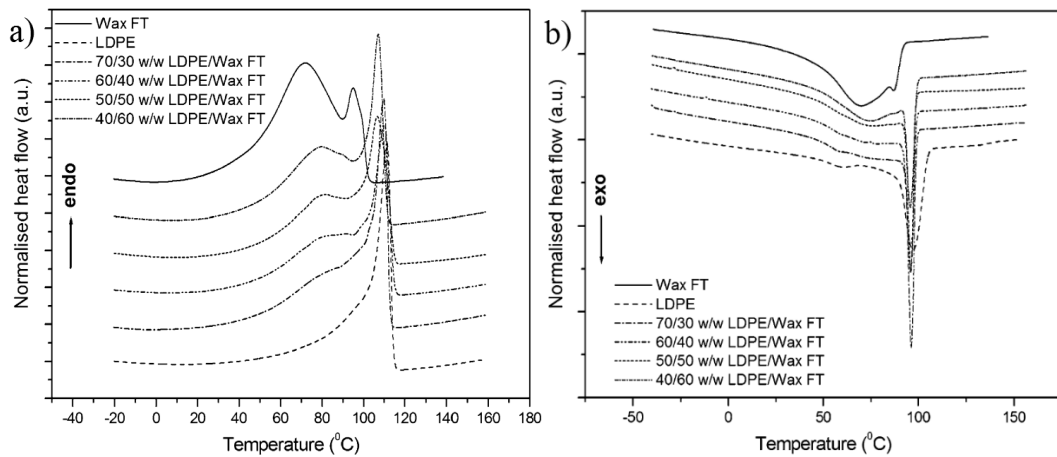 a)
Wax FT
LDPE
70/30 w/w LDPE/Wax FT
60/40 w/w LDPE/Wax FT
50/50 w/w LDPE/Wax FT
40/60 w/w LDPE/Wax FT
Normalised heat flow (a.u.)
endo
-40 -20 0 20 40 60 80 100 120 140 160 180
Temperature (⁰C)
b)
Normalised heat flow (a.u.)
exo
Wax FT
LDPE
70/30 w/w LDPE/Wax FT
60/40 w/w LDPE/Wax FT
50/50 w/w LDPE/Wax FT
40/60 w/w LDPE/Wax FT
-50 0 50 100 150
Temperature (⁰C)